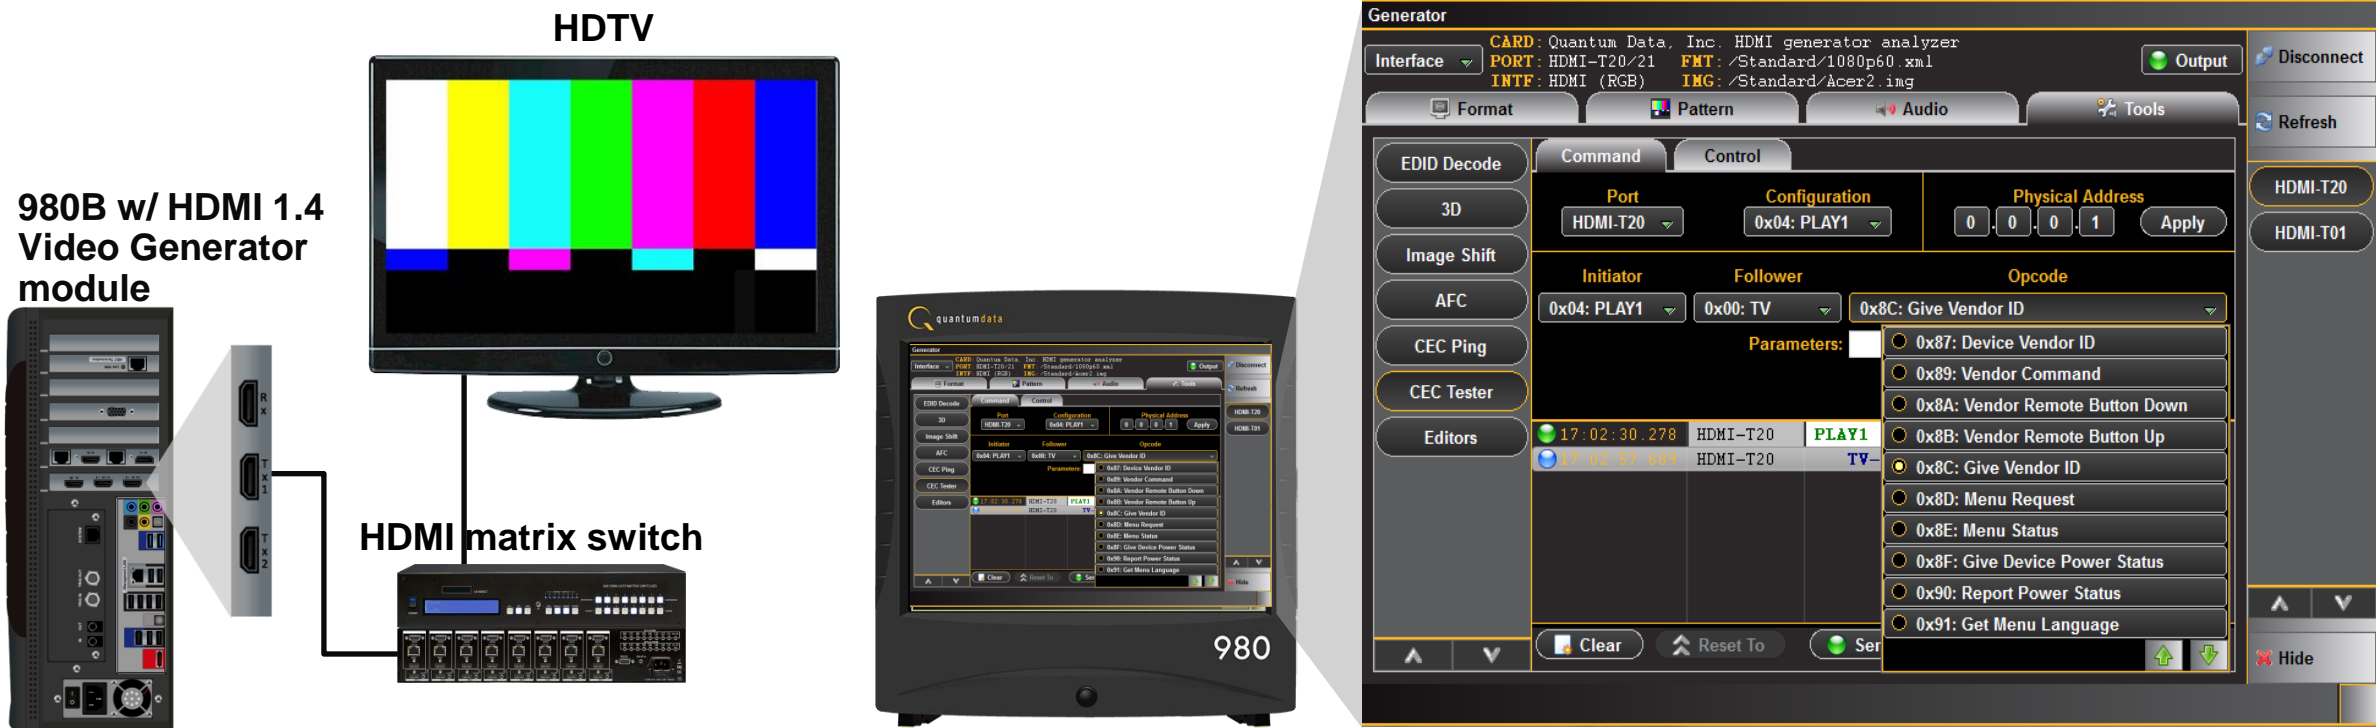 HDTV
980B w/ HDMI 1.4
Video Generator
module
R
x
T
x
1
T
x
2
HDMI matrix switch
quantumdata
980
Generator
Interface
CARD: Quantum Data, Inc. HDMI generator analyzer
PORT: HDMI-T20/21 FMT: /Standard/1080p60.xml
INTF: HDMI (RGB) IMG: /Standard/Acer2.img
Output
Disconnect
Format Pattern Audio Tools
Refresh
EDID Decode
3D
Image Shift
AFC
CEC Ping
CEC Tester
Editors
Command Control
Port Configuration Physical Address
HDMI-T20 0x04: PLAY1 0 . 0 . 0 . 1 Apply
HDMI-T20
HDMI-T01
Initiator Follower Opcode
0x04: PLAY1 0x00: TV 0x8C: Give Vendor ID
Parameters:
0x87: Device Vendor ID
0x89: Vendor Command
0x8A: Vendor Remote Button Down
0x8B: Vendor Remote Button Up
0x8C: Give Vendor ID
0x8D: Menu Request
0x8E: Menu Status
0x8F: Give Device Power Status
0x90: Report Power Status
0x91: Get Menu Language
17:02:30.278 HDMI-T20 PLAY1
17:02:57.689 HDMI-T20 TV-
Clear Reset To Ser
Hide